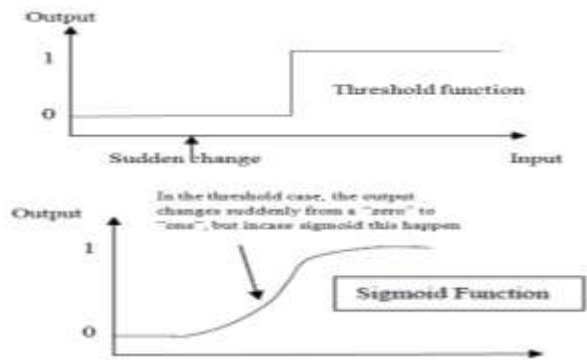 Output
1
Threshold function
0
Sudden change
Input
In the threshold case, the output
changes suddenly from a "zero" to
"one", but incase sigmoid this happen
Output
1
Sigmoid Function
0